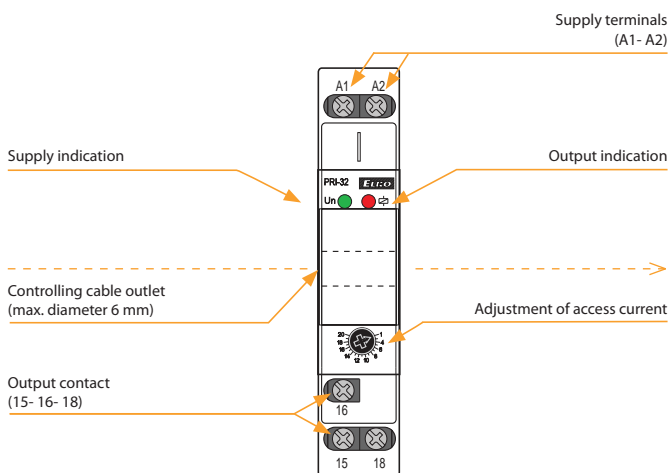 Supply terminals
(A1- A2)
A1 A2
Supply indication
Output indication
PRI-32 ELKO
Un
Controlling cable outlet
(max. diameter 6 mm)
Adjustment of access current
20 1
18 4
16 6
14 12 10 8
Output contact
(15- 16- 18)
16
15 18